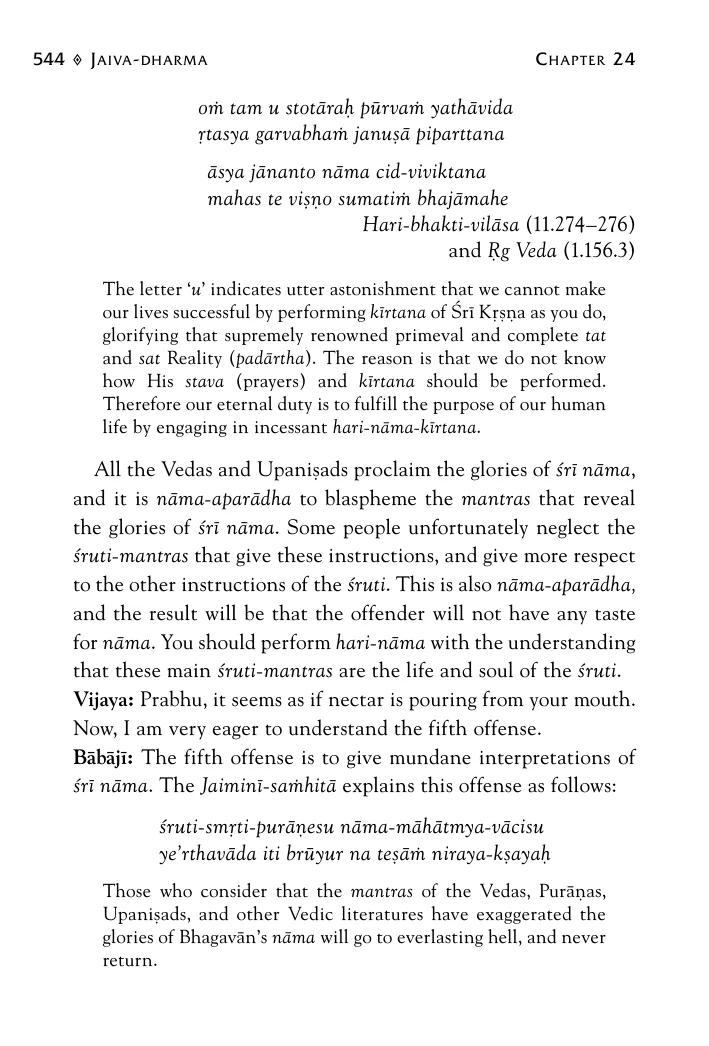 544 ◊ Jaiva-dharma Chapter 24
oṁ tam u stotāraḥ pūrvaṁ yathāvida
ṛtasya garvabhaṁ januṣā piparttana
āsya jānanto nāma cid-viviktana
mahas te viṣṇo sumatiṁ bhajāmahe
Hari-bhakti-vilāsa (11.274–276)
and Ṛg Veda (1.156.3)
The letter ‘u’ indicates utter astonishment that we cannot make
our lives successful by performing kīrtana of Śrī Kṛṣṇa as you do,
glorifying that supremely renowned primeval and complete tat
and sat Reality (padārtha). The reason is that we do not know
how His stava (prayers) and kīrtana should be performed.
Therefore our eternal duty is to fulfill the purpose of our human
life by engaging in incessant hari-nāma-kīrtana.
All the Vedas and Upaniṣads proclaim the glories of śrī nāma,
and it is nāma-aparādha to blaspheme the mantras that reveal
the glories of śrī nāma. Some people unfortunately neglect the
śruti-mantras that give these instructions, and give more respect
to the other instructions of the śruti. This is also nāma-aparādha,
and the result will be that the offender will not have any taste
for nāma. You should perform hari-nāma with the understanding
that these main śruti-mantras are the life and soul of the śruti.
Vijaya: Prabhu, it seems as if nectar is pouring from your mouth.
Now, I am very eager to understand the fifth offense.
Bābājī: The fifth offense is to give mundane interpretations of
śrī nāma. The Jaiminī-saṁhitā explains this offense as follows:
śruti-smṛti-purāṇesu nāma-māhātmya-vācisu
ye’rthavāda iti brūyur na teṣāṁ niraya-kṣayaḥ
Those who consider that the mantras of the Vedas, Purāṇas,
Upaniṣads, and other Vedic literatures have exaggerated the
glories of Bhagavān’s nāma will go to everlasting hell, and never
return.